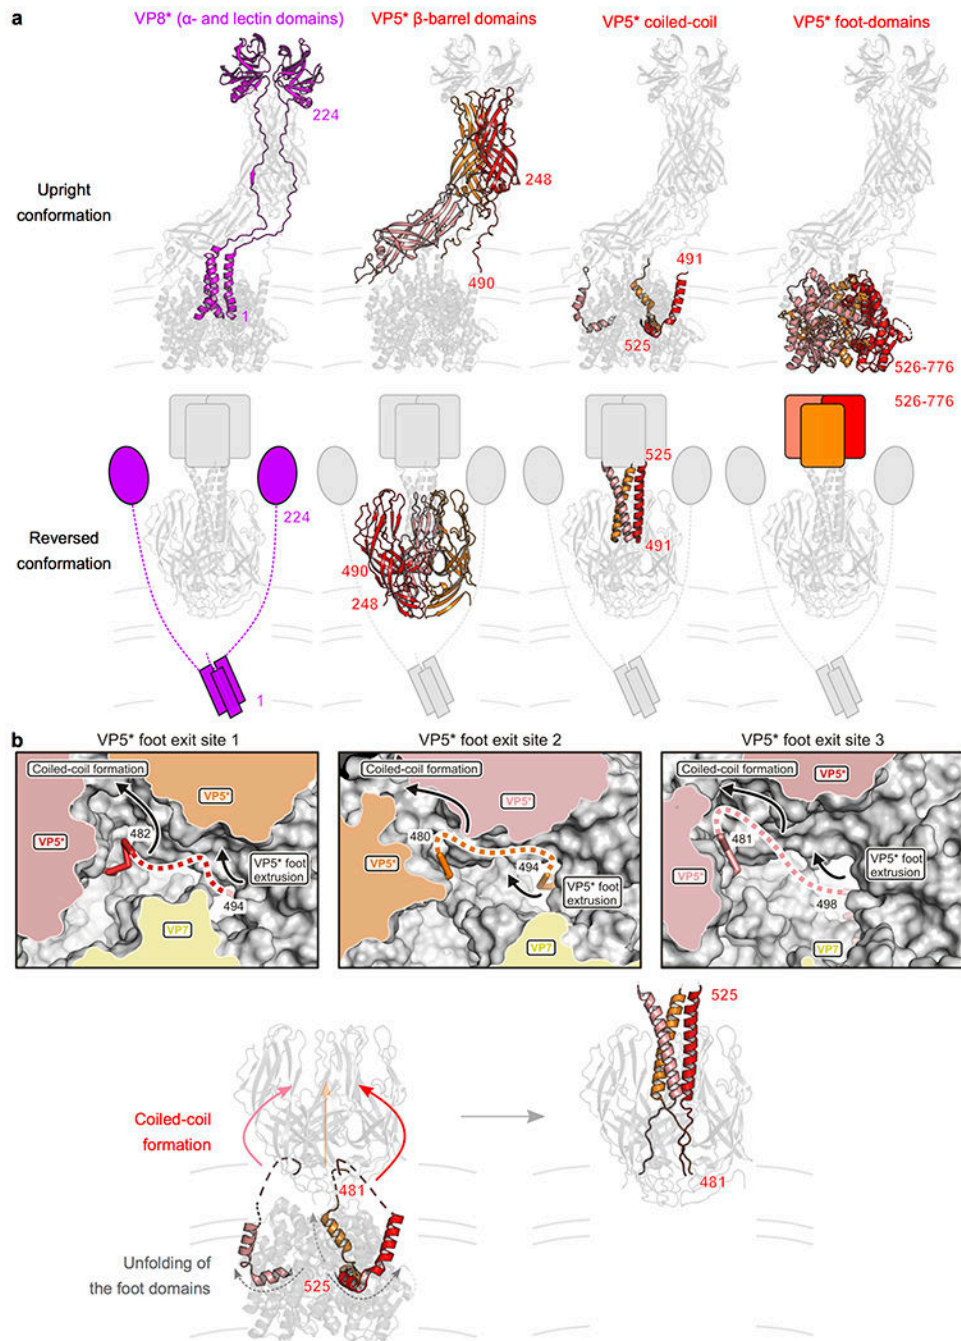 a
VP8* (α- and lectin domains)
VP5* β-barrel domains
VP5* coiled-coil
VP5* foot-domains
Upright
conformation
224
1
248
490
491
525
526-776
526-776
Reversed
conformation
224
1
490
248
525
491
b
VP5* foot exit site 1
VP5* foot exit site 2
VP5* foot exit site 3
Coiled-coil formation
VP5*
VP5*
482
VP5* foot
extrusion
494
VP7
Coiled-coil formation
VP5*
480
VP5*
494
VP5* foot
extrusion
VP7
Coiled-coil formation
VP5*
481
VP5*
VP5* foot
extrusion
498
VP7
Coiled-coil
formation
481
Unfolding of
the foot domains
525
525
481